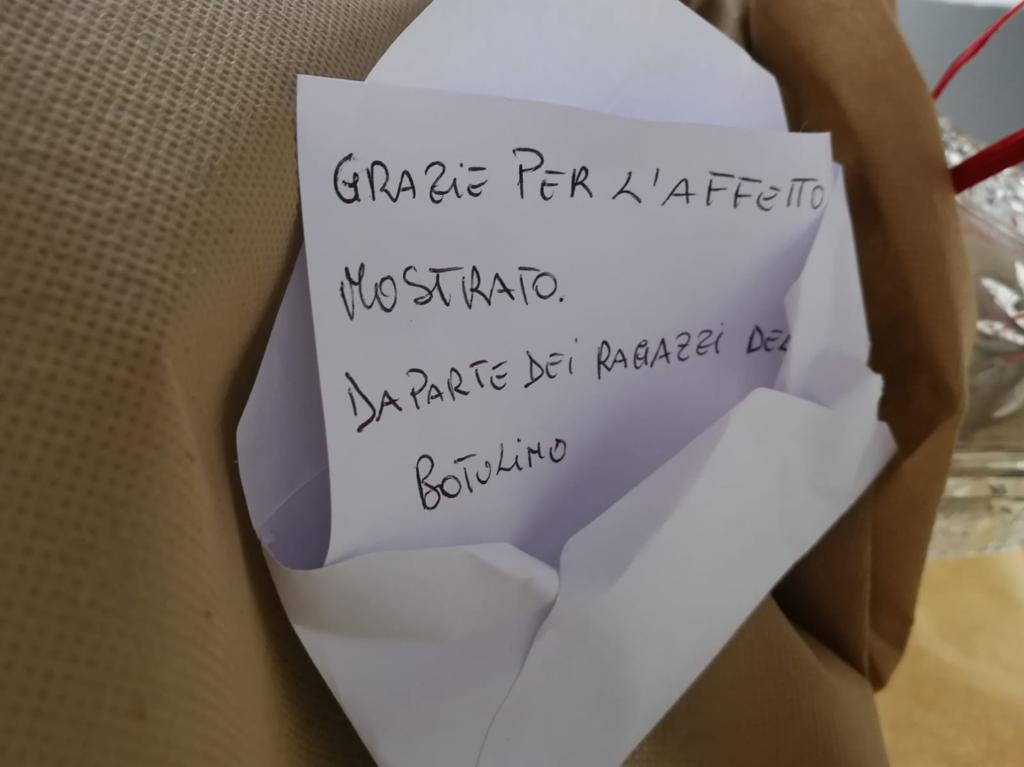 GRAZIE PER L'AFFETTO
MOSTRATO.
DA PARTE DEI RAGAZZI DEL
BOTOLINO